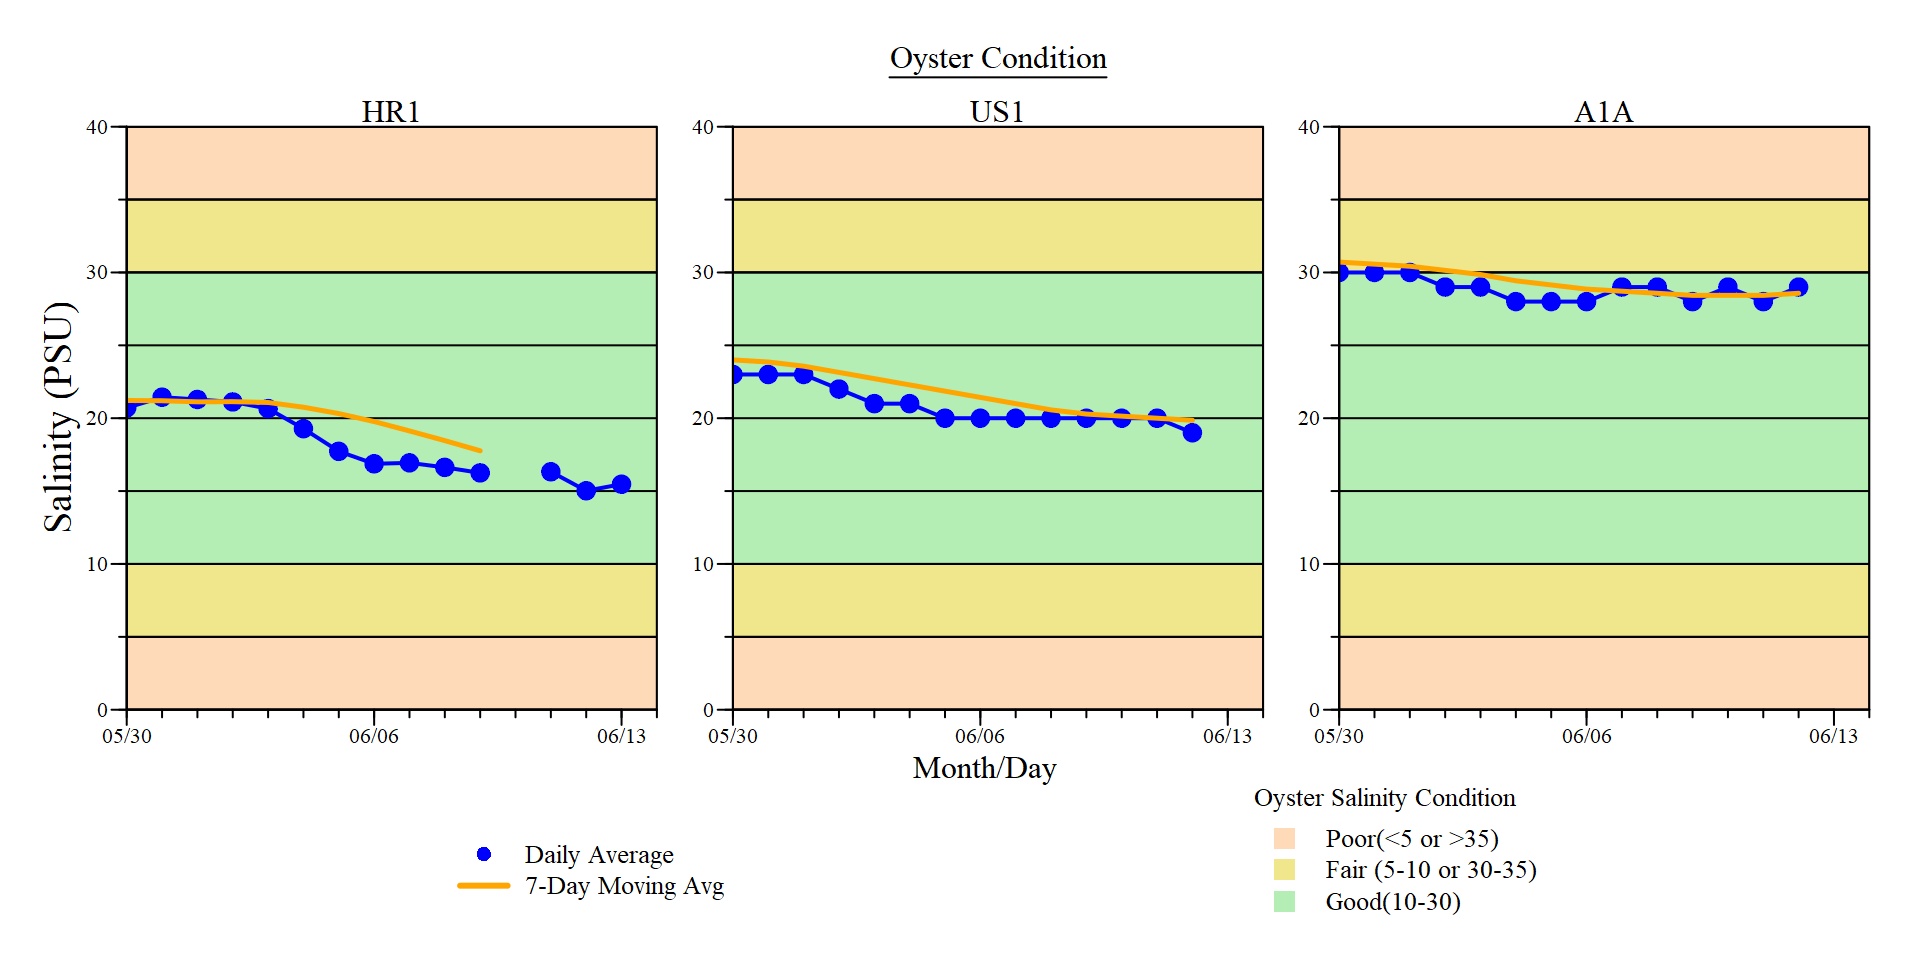 Oyster Condition
HR1
US1
A1A
Salinity (PSU)
40
30
20
10
0
05/30
06/06
06/13
40
30
20
10
0
05/30
06/06
06/13
40
30
20
10
0
05/30
06/06
06/13
Month/Day
Daily Average
7-Day Moving Avg
Oyster Salinity Condition
Poor(<5 or >35)
Fair (5-10 or 30-35)
Good(10-30)